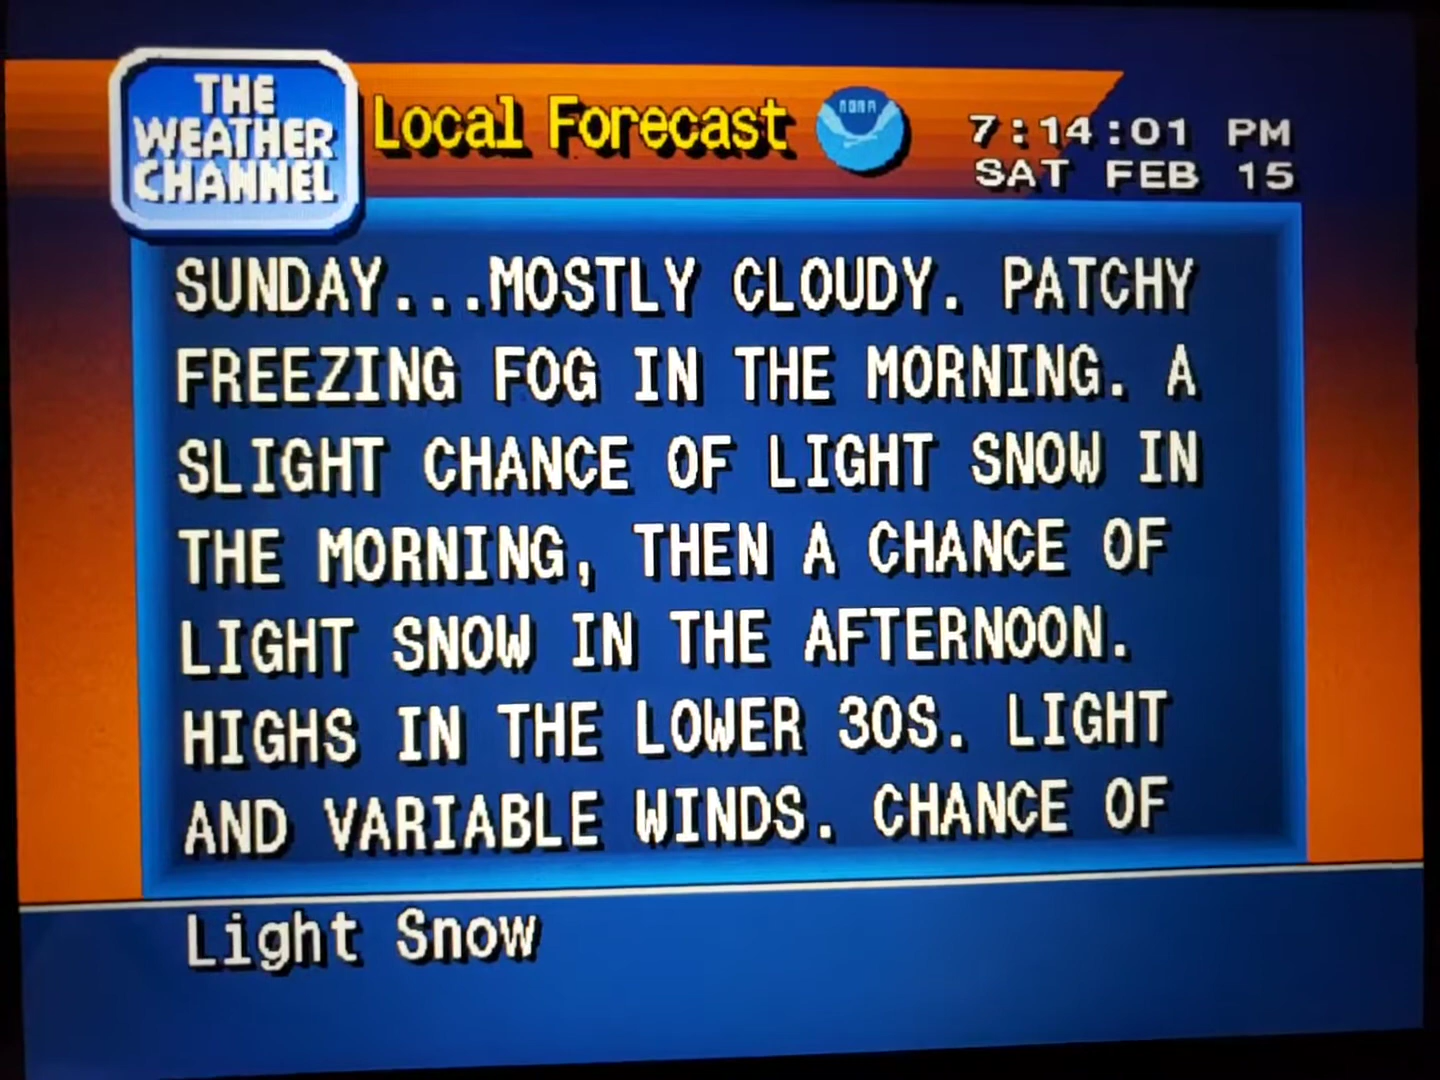 THE
WEATHER
CHANNEL
Local Forecast
NOAA
7:14:01 PM
SAT FEB 15
SUNDAY...MOSTLY CLOUDY. PATCHY
FREEZING FOG IN THE MORNING. A
SLIGHT CHANCE OF LIGHT SNOW IN
THE MORNING, THEN A CHANCE OF
LIGHT SNOW IN THE AFTERNOON.
HIGHS IN THE LOWER 30S. LIGHT
AND VARIABLE WINDS. CHANCE OF
Light Snow